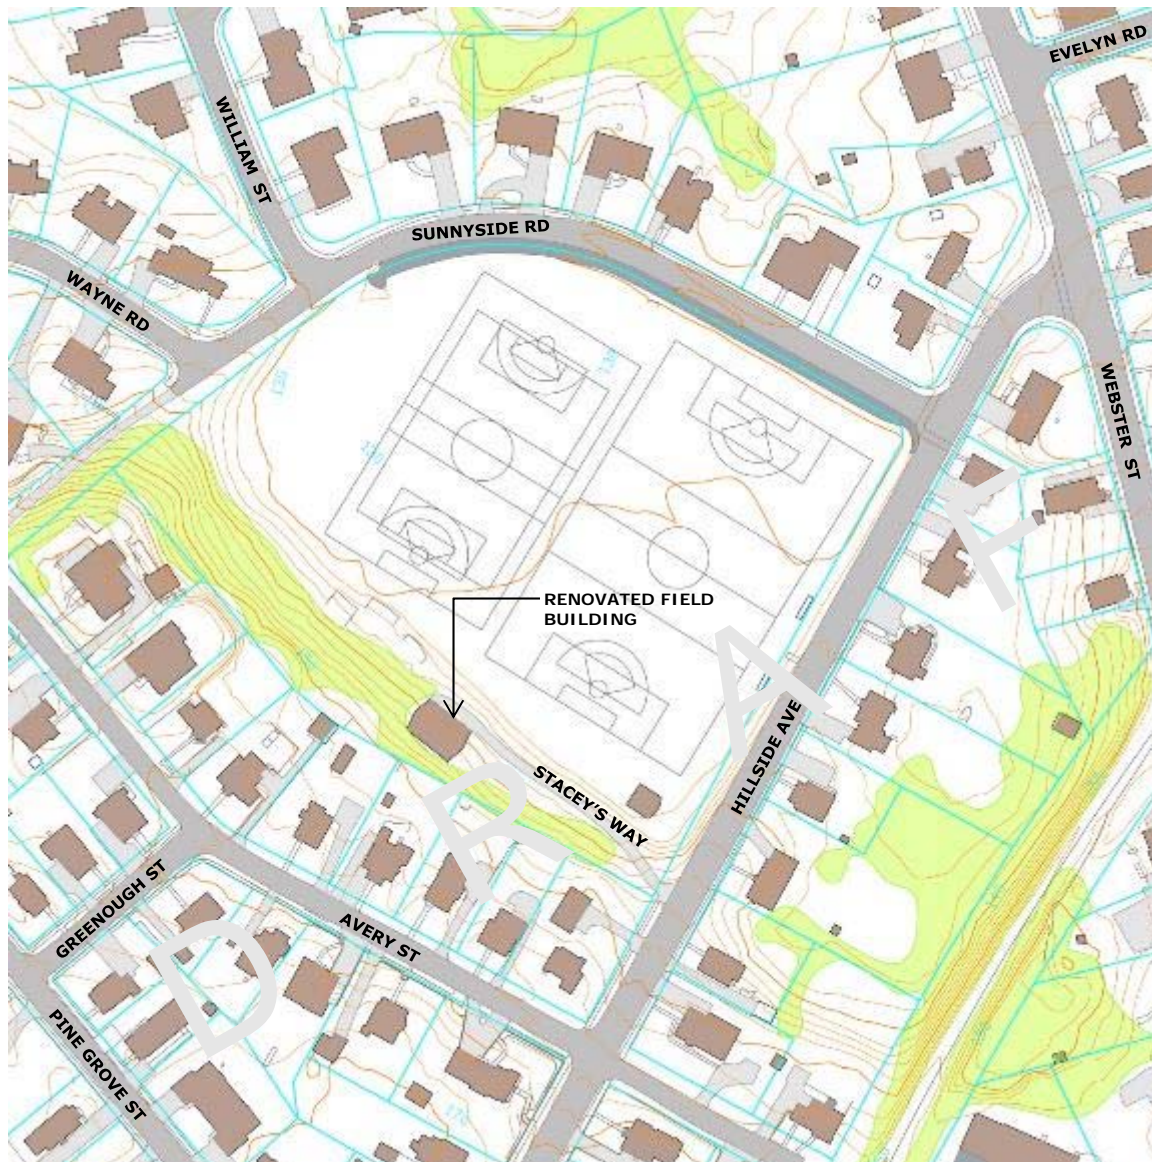 EVELYN RD
WILLIAM ST
SUNNYSIDE RD
WAYNE RD
WEBSTER ST
RENOVATED FIELD
BUILDING
HILLSIDE AVE
STACEY'S WAY
GREENOUGH ST
AVERY ST
PINE GROVE ST
DRAFT